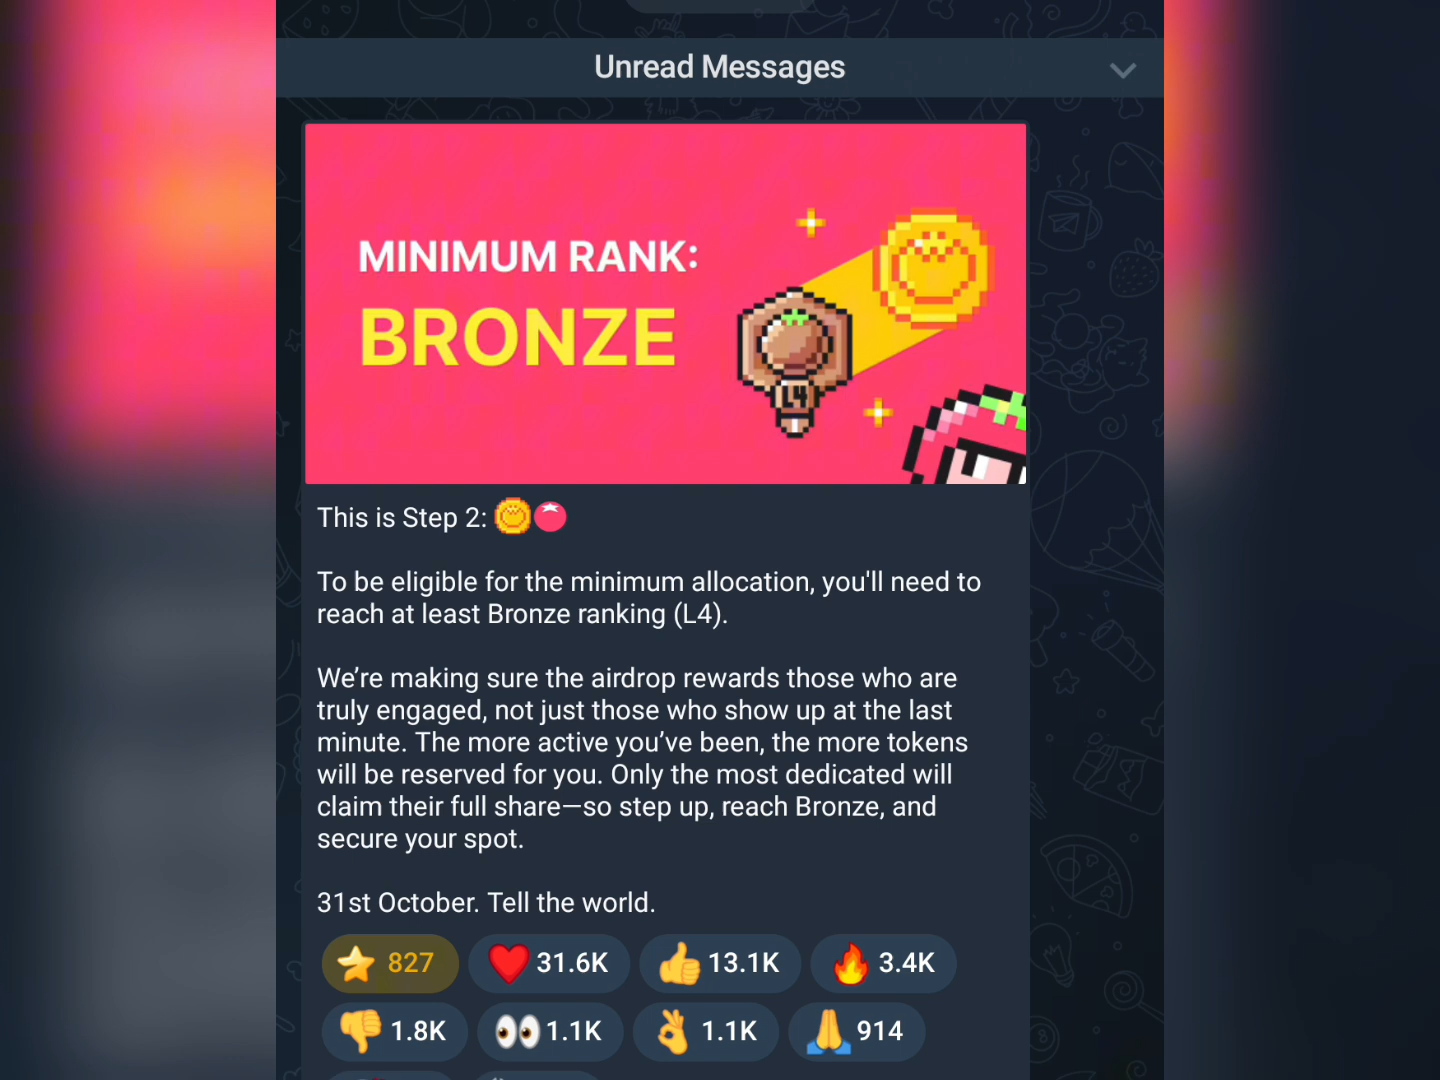 Unread Messages
MINIMUM RANK:
BRONZE
L4
This is Step 2:
To be eligible for the minimum allocation, you'll need to
reach at least Bronze ranking (L4).
We’re making sure the airdrop rewards those who are
truly engaged, not just those who show up at the last
minute. The more active you’ve been, the more tokens
will be reserved for you. Only the most dedicated will
claim their full share—so step up, reach Bronze, and
secure your spot.
31st October. Tell the world.
827 31.6K 13.1K 3.4K
1.8K 1.1K 1.1K 914